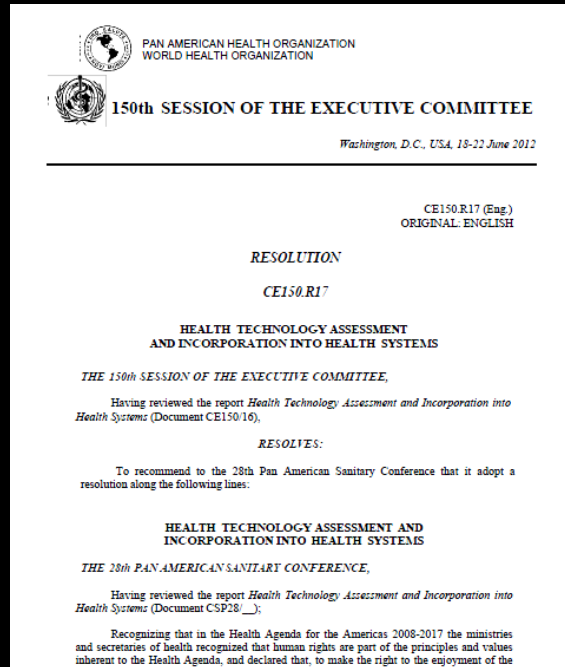 PAN AMERICAN HEALTH ORGANIZATION
WORLD HEALTH ORGANIZATION
150th SESSION OF THE EXECUTIVE COMMITTEE
Washington, D.C., USA, 18-22 June 2012
CE150.R17 (Eng.)
ORIGINAL: ENGLISH
RESOLUTION
CE150.R17
HEALTH TECHNOLOGY ASSESSMENT
AND INCORPORATION INTO HEALTH SYSTEMS
THE 150th SESSION OF THE EXECUTIVE COMMITTEE,
Having reviewed the report Health Technology Assessment and Incorporation into
Health Systems (Document CE150/16),
RESOLVES:
To recommend to the 28th Pan American Sanitary Conference that it adopt a
resolution along the following lines:
HEALTH TECHNOLOGY ASSESSMENT AND
INCORPORATION INTO HEALTH SYSTEMS
THE 28th PAN AMERICAN SANITARY CONFERENCE,
Having reviewed the report Health Technology Assessment and Incorporation into
Health Systems (Document CSP28/__);
Recognizing that in the Health Agenda for the Americas 2008-2017 the ministries
and secretaries of health recognized that human rights are part of the principles and values
inherent to the Health Agenda, and declared that, to make the right to the enjoyment of the